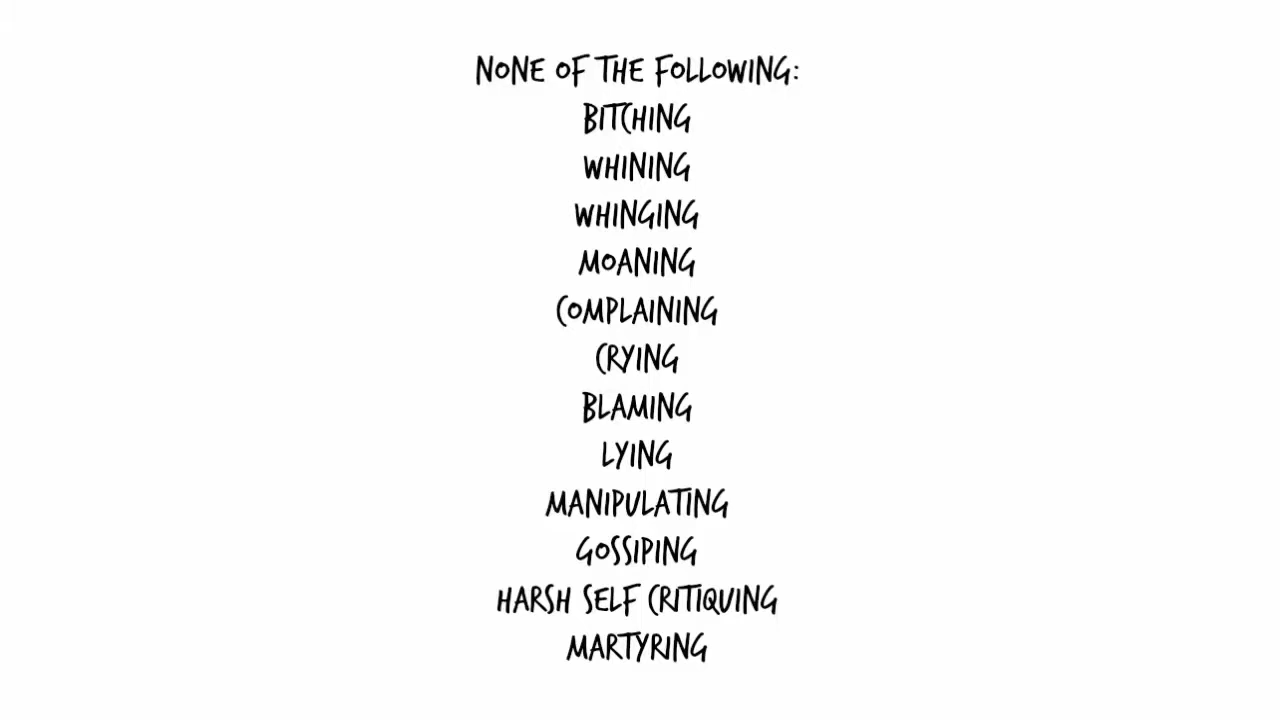 NONE OF THE FOLLOWING:
BITCHING
WHINING
WHINGING
MOANING
COMPLAINING
CRYING
BLAMING
LYING
MANIPULATING
GOSSIPING
HARSH SELF CRITIQUING
MARTYRING